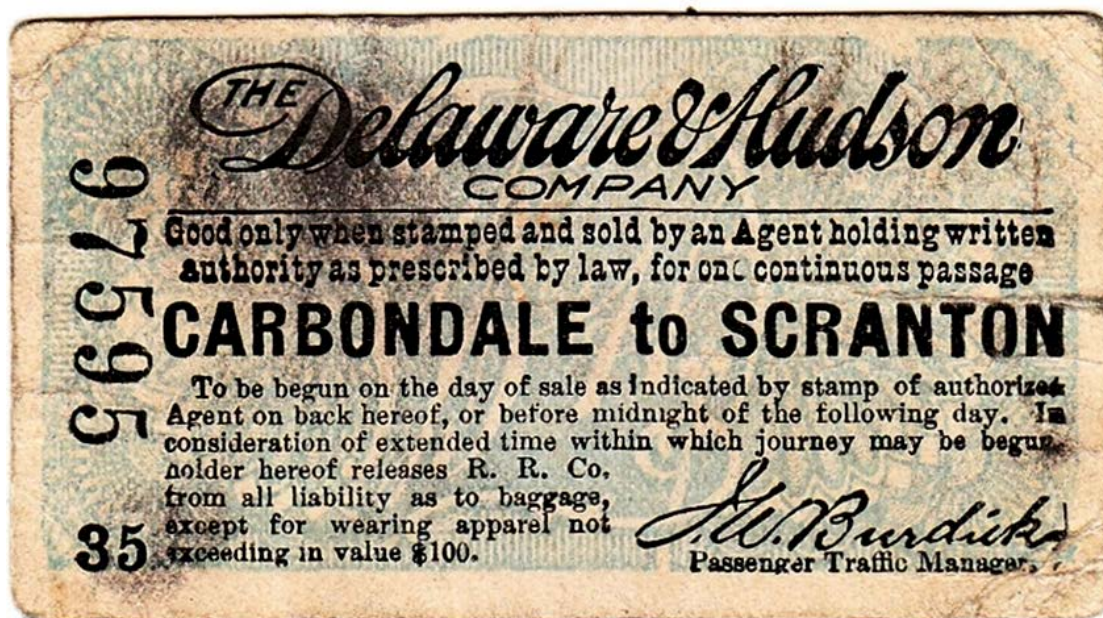 THE Delaware & Hudson
COMPANY
Good only when stamped and sold by an Agent holding written
authority as prescribed by law, for one continuous passage
CARBONDALE to SCRANTON
To be begun on the day of sale as indicated by stamp of authorized
Agent on back hereof, or before midnight of the following day. In
consideration of extended time within which journey may be begun
holder hereof releases R. R. Co.
from all liability as to baggage,
except for wearing apparel not
exceeding in value $100.
J.W. Burdick
Passenger Traffic Manager.
97595
35